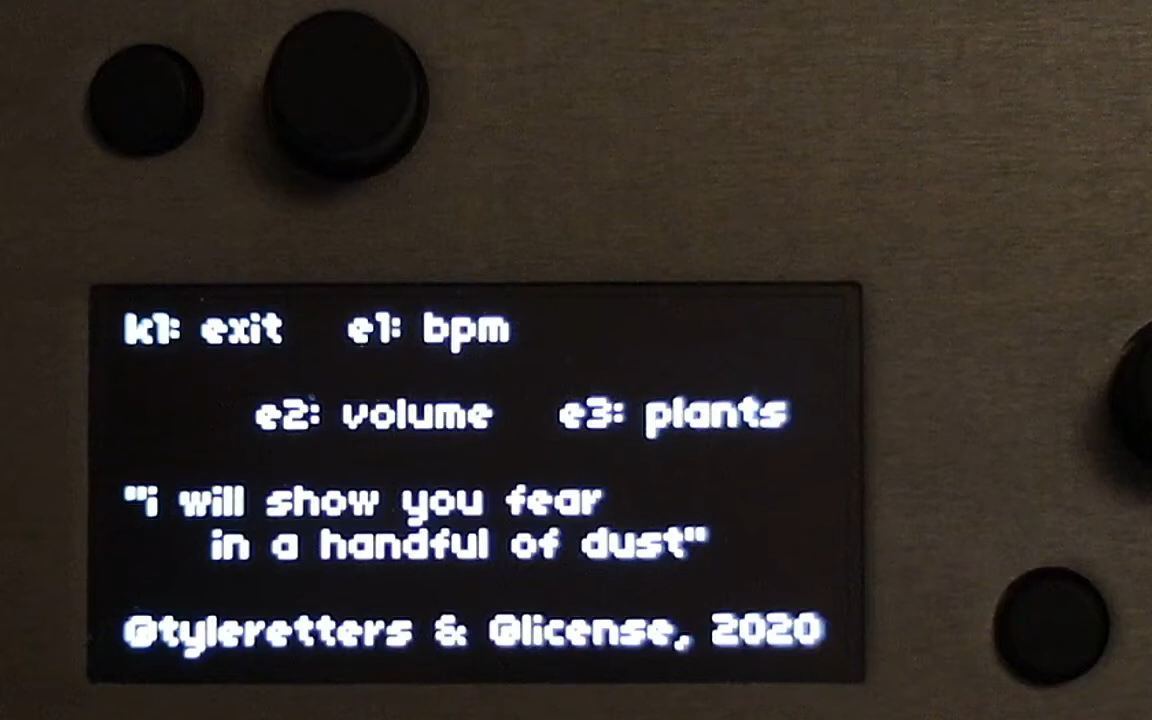 k1: exit e1: bpm
e2: volume e3: plants
"i will show you fear
in a handful of dust"
@tyleretters & @license, 2020